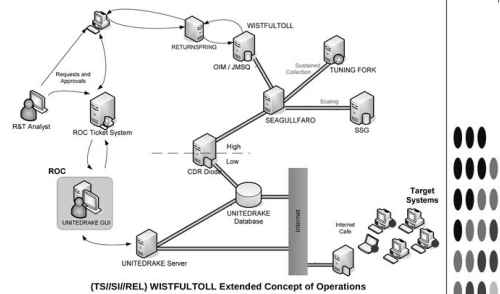 WISTFULTOLL
RETURNSPRING
OIM / JMSQ
Sustained
Collection
TUNING FORK
Requests and
Approvals
R&T Analyst
ROC Ticket System
SEAGULLFARO
Scaling
SSG
High
Low
CDR Diode
ROC
UNITEDRAKE GUI
UNITEDRAKE
Database
Internet
Target
Systems
Internet
Cafe
UNITEDRAKE Server
(TS//SI//REL) WISTFULTOLL Extended Concept of Operations